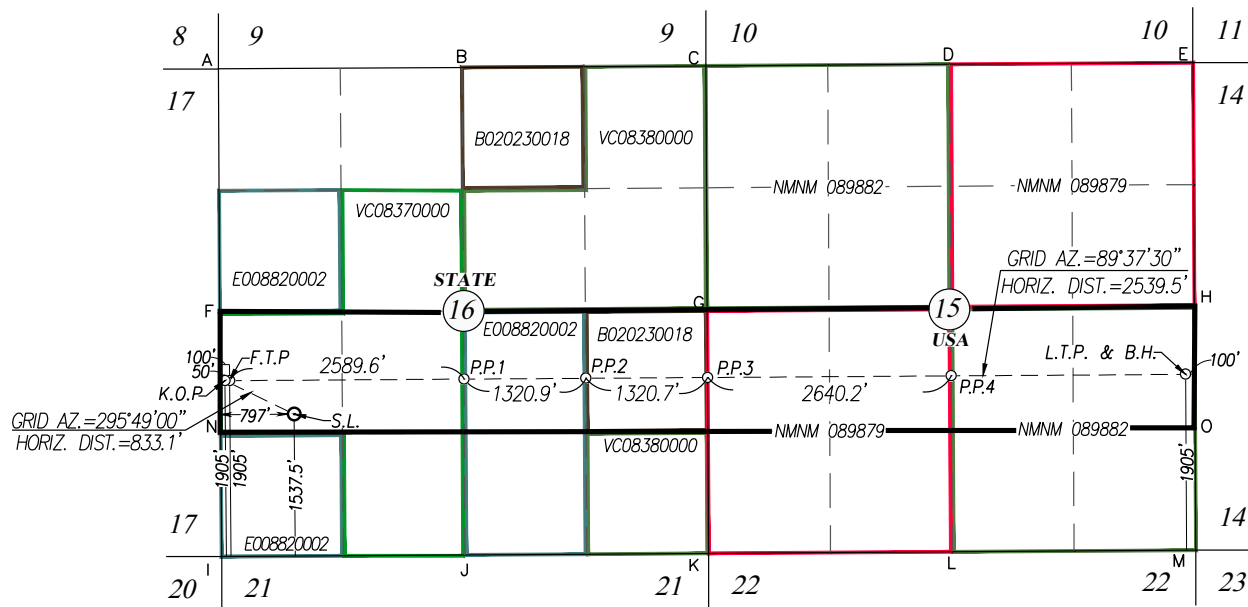 8
9
9
10
10
11
A
B
C
D
E
17
14
B020230018
VC08380000
NMNM 089882
NMNM 089879
VC08370000
E008820002
STATE
16
GRID AZ.=89°37'30"
HORIZ. DIST.=2539.5'
F
G
H
15
USA
E008820002
B020230018
100'
50'
F.T.P
K.O.P
2589.6'
P.P.1
1320.9'
P.P.2
1320.7'
P.P.3
2640.2'
P.P.4
L.T.P. & B.H.
100'
GRID AZ.=295°49'00"
HORIZ. DIST.=833.1'
797'
S.L.
N
O
NMNM 089879
NMNM 089882
VC08380000
1905'
1905'
1537.5'
1905'
17
14
E008820002
I
J
K
L
M
20
21
21
22
22
23